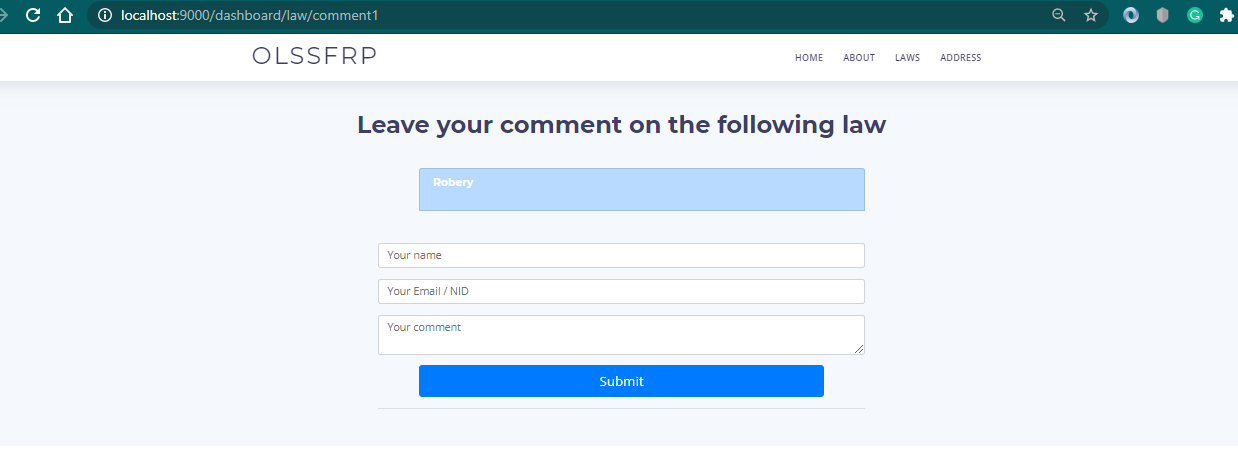 localhost:9000/dashboard/law/comment1
OLSSFRP
HOME ABOUT LAWS ADDRESS
Leave your comment on the following law
Robery
Your name
Your Email / NID
Your comment
Submit